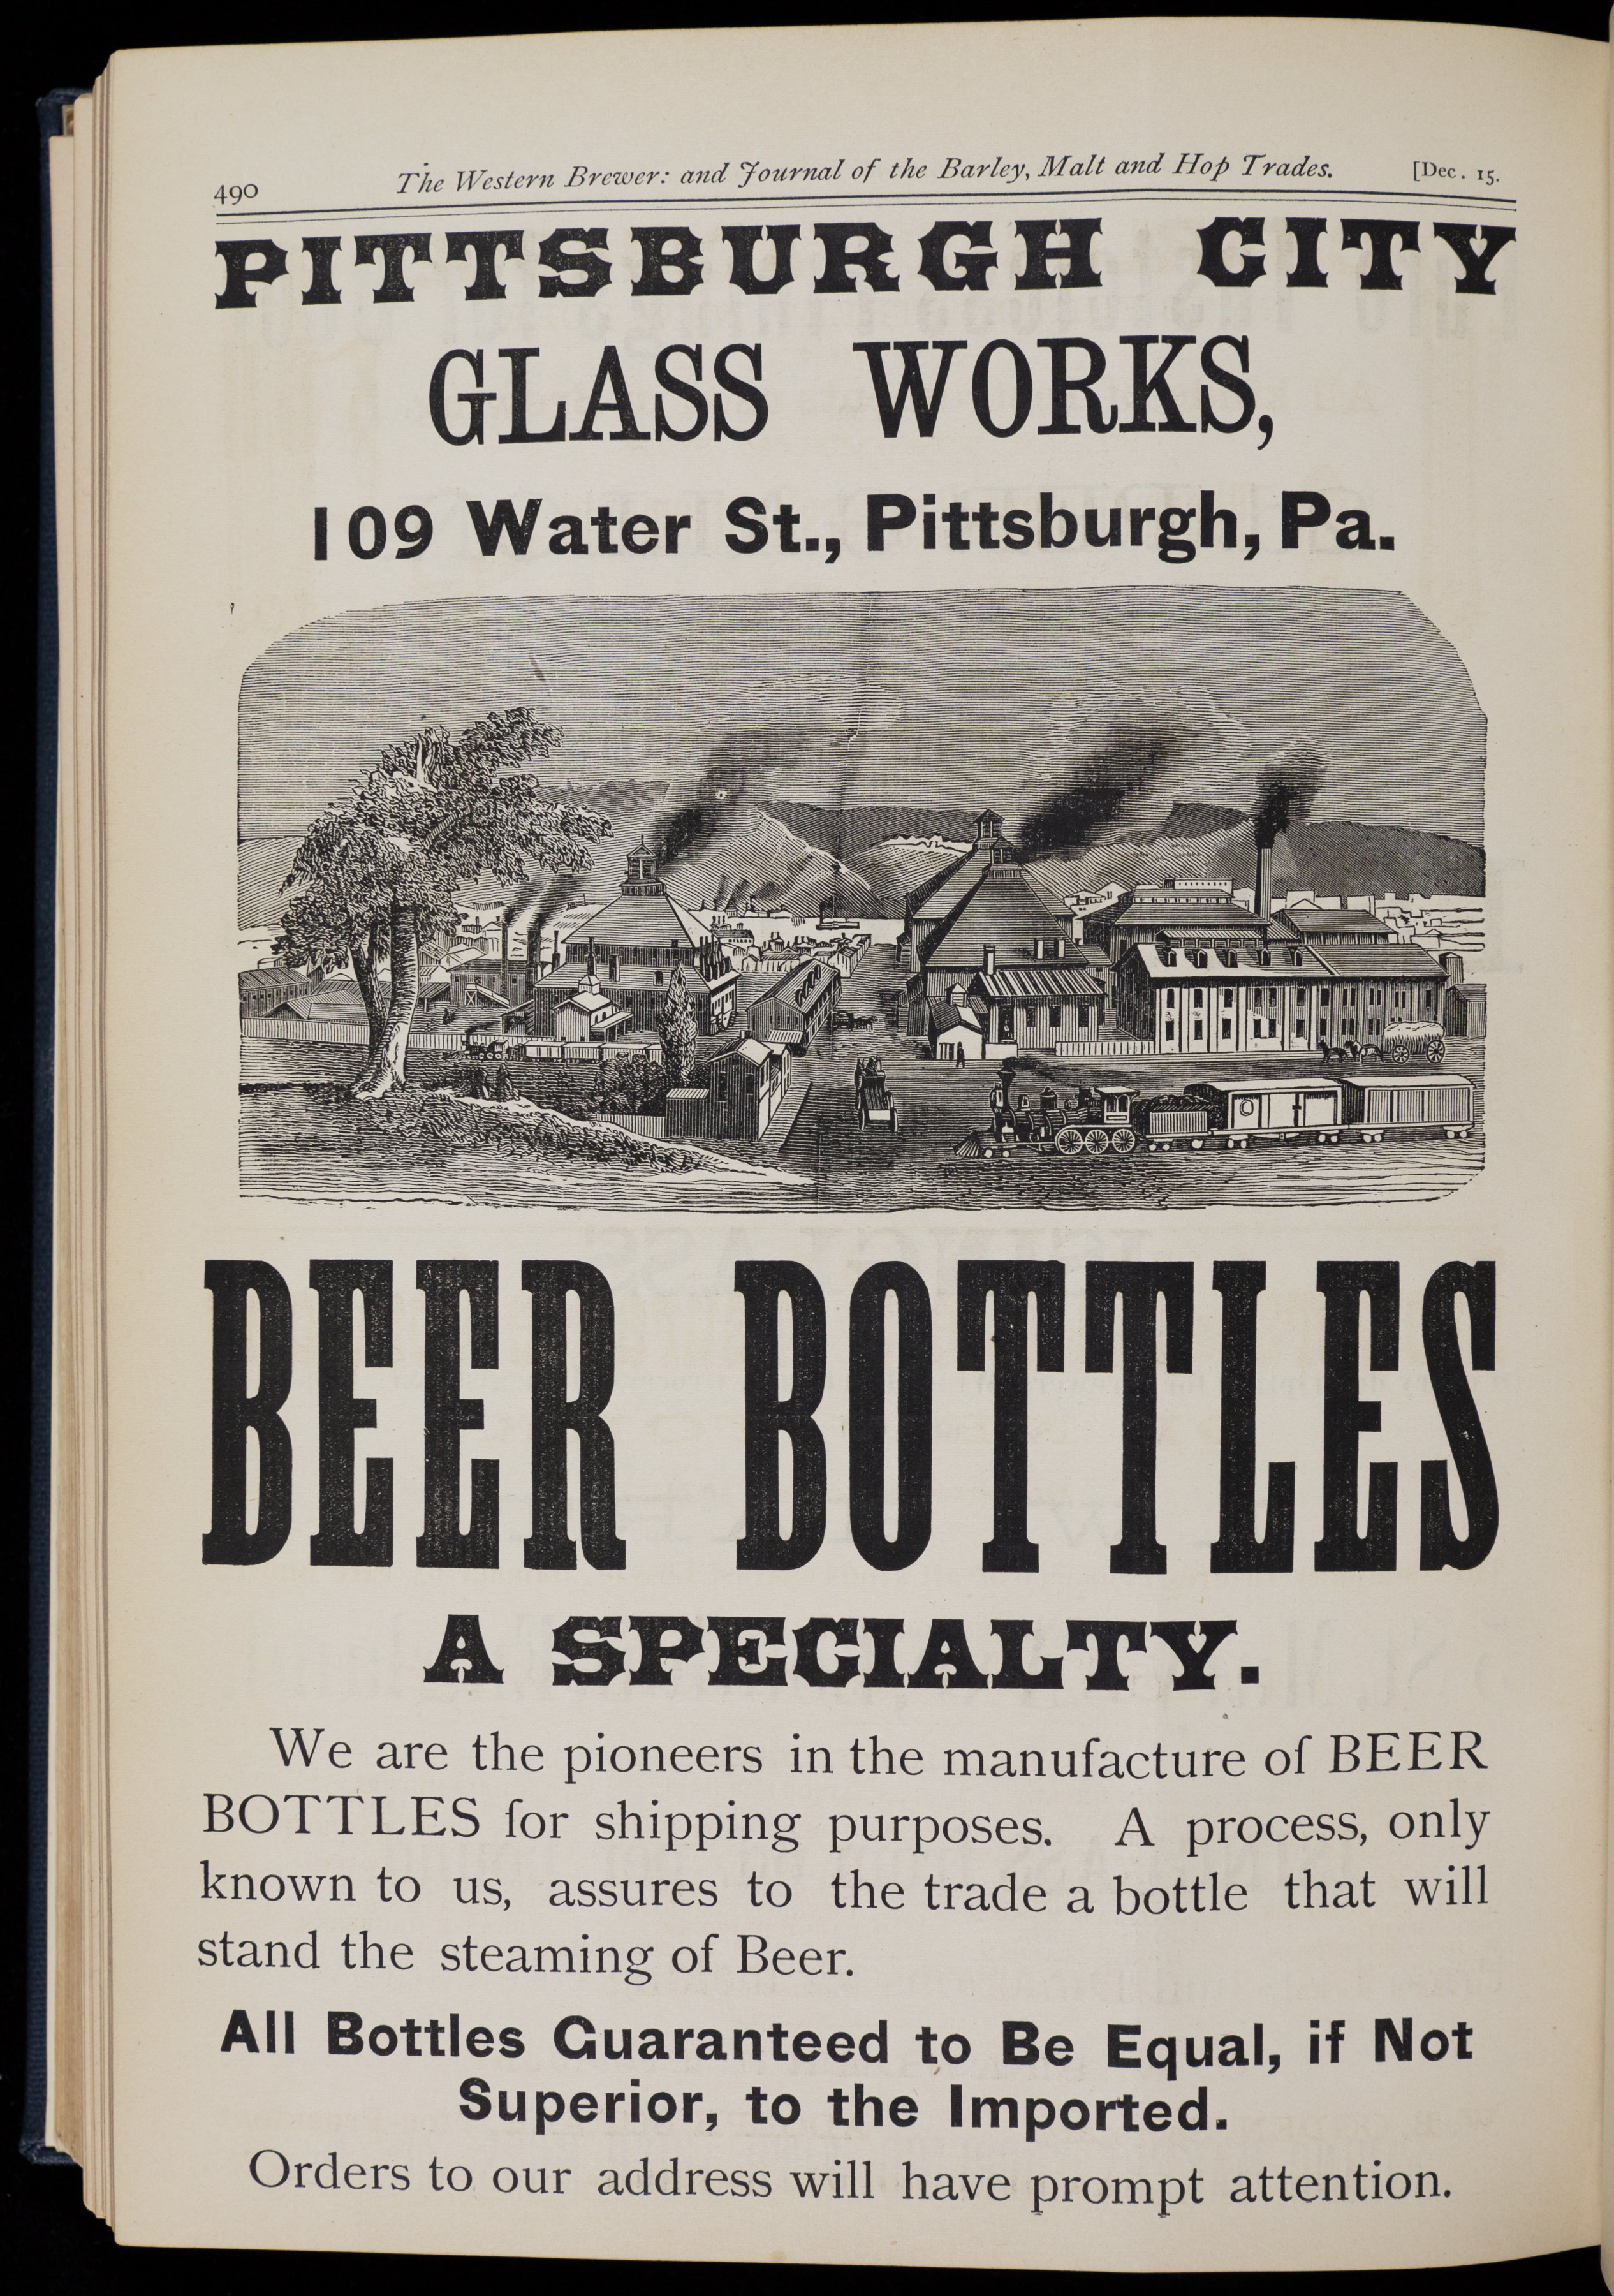 490 The Western Brewer: and Journal of the Barley, Malt and Hop Trades. [Dec. 15.
PITTSBURGH CITY
GLASS WORKS,
109 Water St., Pittsburgh, Pa.
BEER BOTTLES
A SPECIALTY.
We are the pioneers in the manufacture of BEER
BOTTLES for shipping purposes. A process, only
known to us, assures to the trade a bottle that will
stand the steaming of Beer.
All Bottles Guaranteed to Be Equal, if Not
Superior, to the Imported.
Orders to our address will have prompt attention.